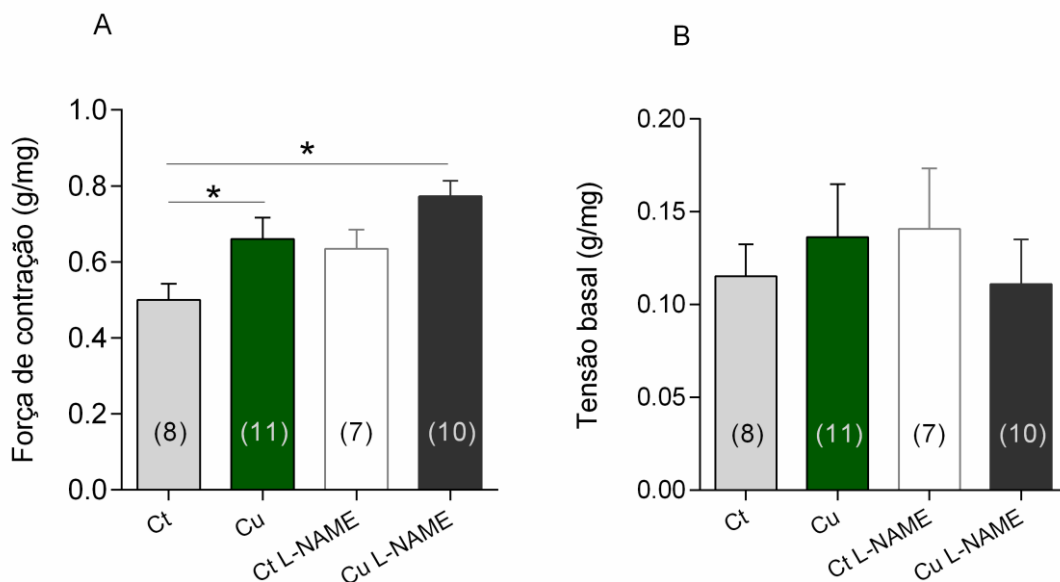 A
Força de contração (g/mg)
1.0
0.8
0.6
0.4
0.2
0.0
*
*
(8)
(11)
(7)
(10)
Ct
Cu
Ct L-NAME
Cu L-NAME
B
Tensão basal (g/mg)
0.20
0.15
0.10
0.05
0.00
(8)
(11)
(7)
(10)
Ct
Cu
Ct L-NAME
Cu L-NAME